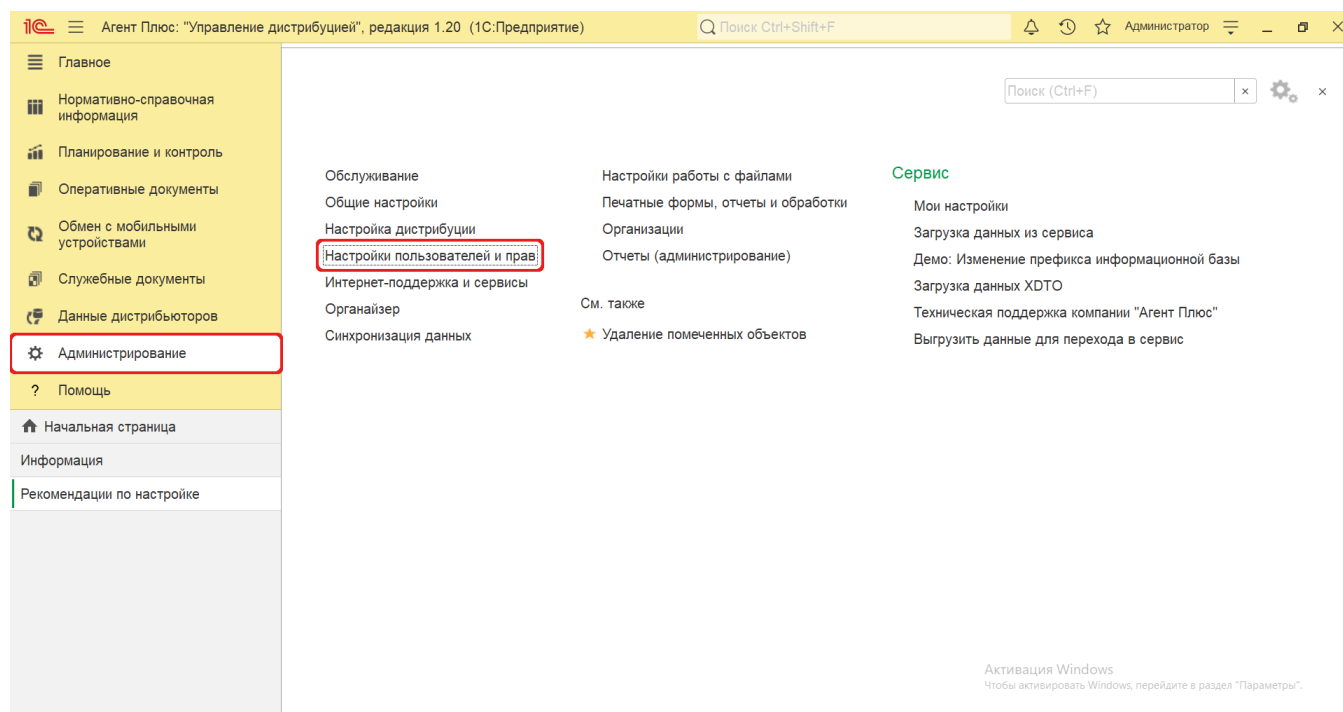 1С Агент Плюс: "Управление дистрибуцией", редакция 1.20 (1С:Предприятие) Поиск Ctrl+Shift+F Администратор
Главное
Нормативно-справочная
информация
Планирование и контроль
Оперативные документы
Обмен с мобильными
устройствами
Служебные документы
Данные дистрибьюторов
Администрирование
? Помощь
Начальная страница
Информация
Рекомендации по настройке
Поиск (Ctrl+F) × ×
Обслуживание
Общие настройки
Настройка дистрибуции
Настройки пользователей и прав
Интернет-поддержка и сервисы
Органайзер
Синхронизация данных
Настройки работы с файлами
Печатные формы, отчеты и обработки
Организации
Отчеты (администрирование)
См. также
Удаление помеченных объектов
Сервис
Мои настройки
Загрузка данных из сервиса
Демо: Изменение префикса информационной базы
Загрузка данных XDTO
Техническая поддержка компании "Агент Плюс"
Выгрузить данные для перехода в сервис
Активация Windows
Чтобы активировать Windows, перейдите в раздел "Параметры".